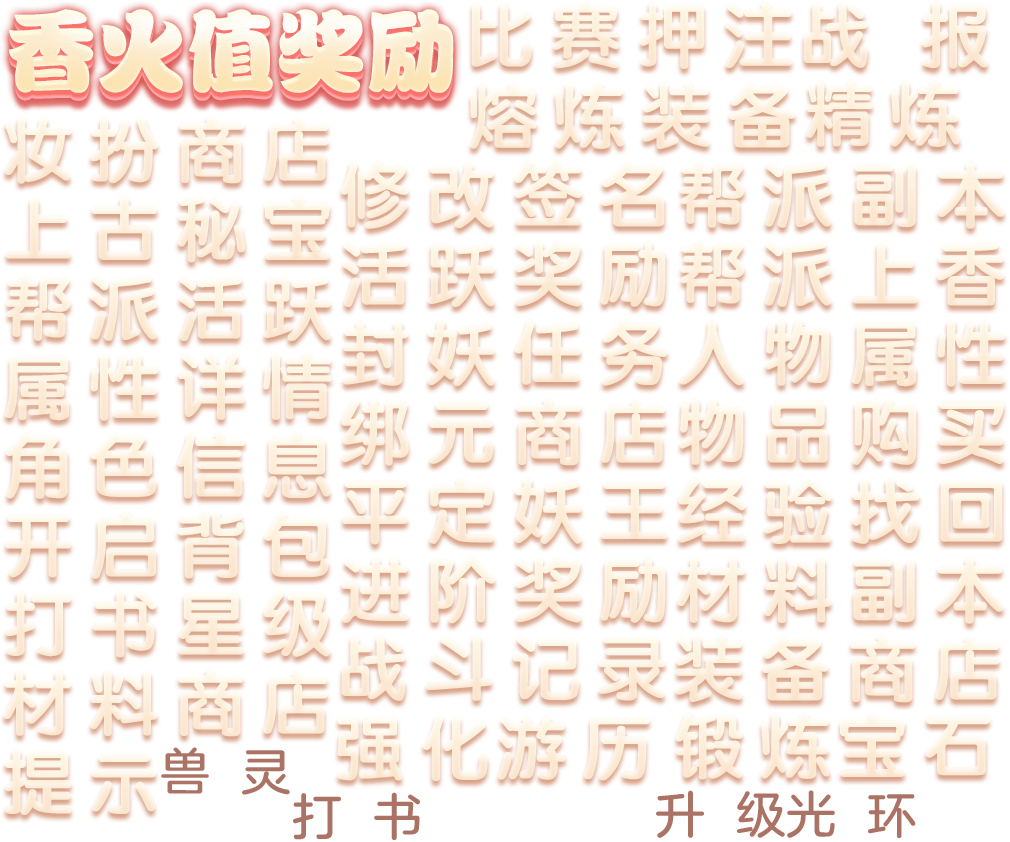 香火值奖励
比赛押注战 报
熔炼装备精炼
妆扮商店
上古秘宝
帮派活跃
属性详情
角色信息
开启背包
打书星级
材料商店
提示
修改签名帮派副本
活跃奖励帮派上香
封妖任务人物属性
绑元商店物品购买
平定妖王经验找回
进阶奖励材料副本
战斗记录装备商店
强化游历锻炼宝石
兽 灵
打 书
升 级光 环